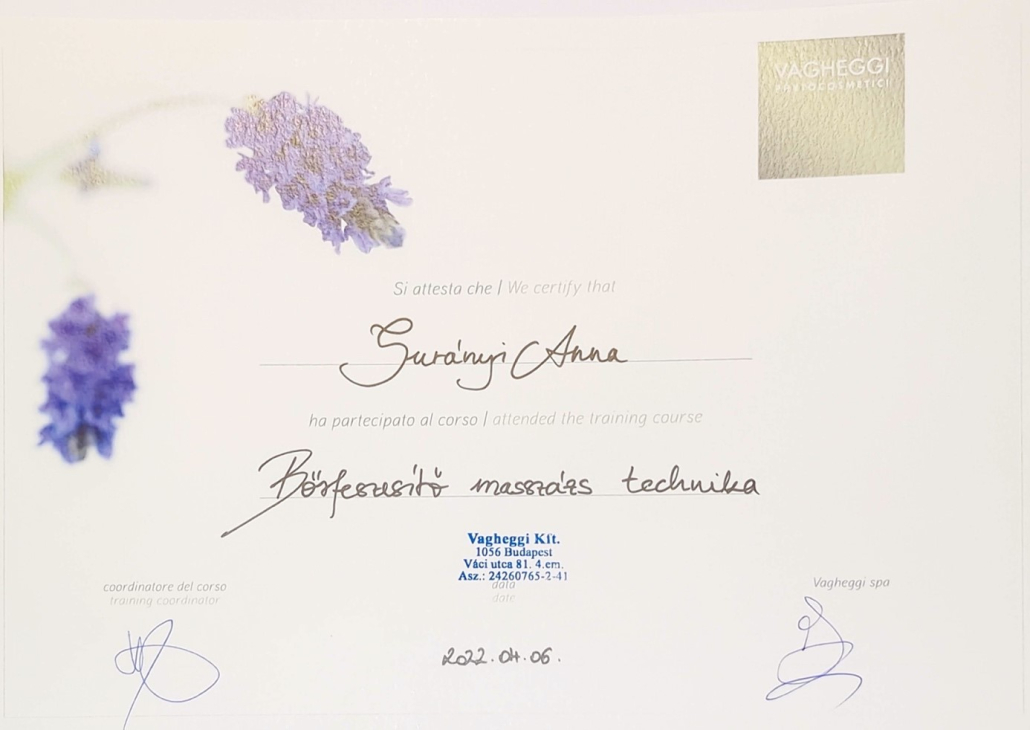 VAGHEGGI
PHYTOCOSMETICI
Si attesta che | We certify that
Surányi Anna
ha partecipato al corso | attended the training course
Bőrfeszesítő masszázs technika
Vagheggi Kft.
1056 Budapest
Váci utca 81. 4.em.
Asz.: 24260765-2-41
data
date
coordinatore del corso
training coordinator
Vagheggi spa
2022.04.06.